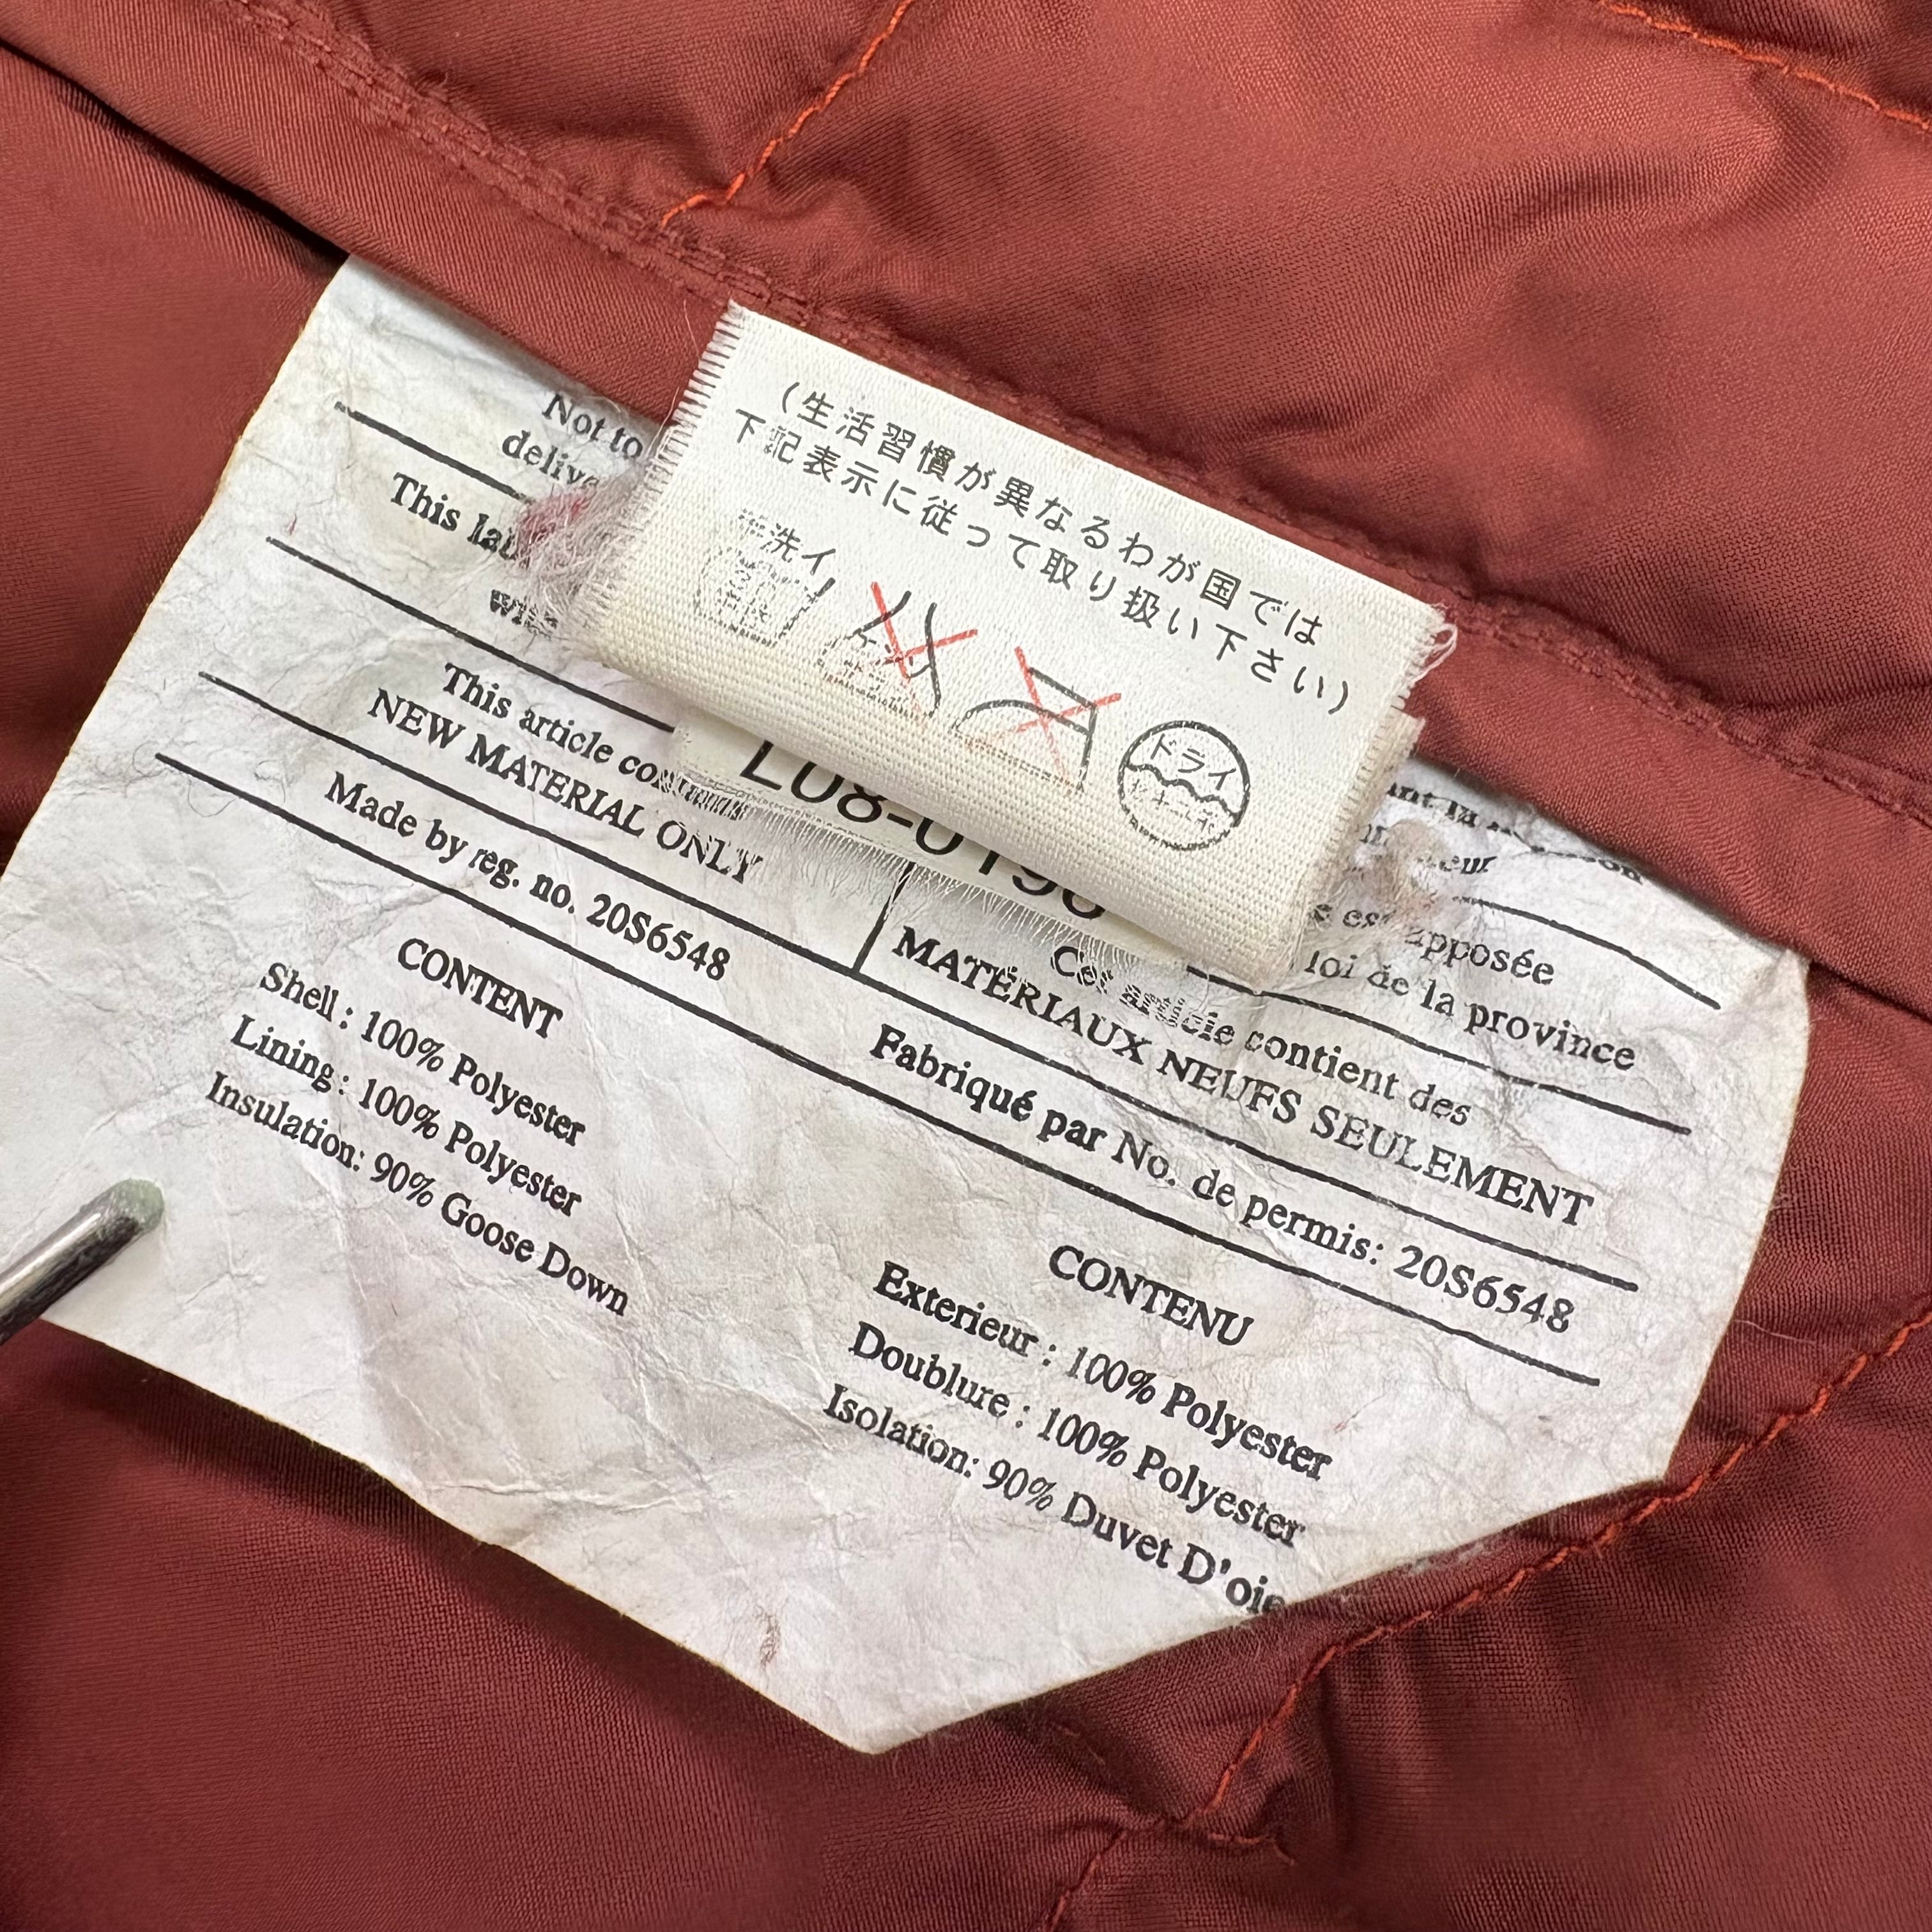 (生活習慣が異なるわが国では
下記表示に従って取り扱い下さい)
手洗イ
ドライ
Not to
This
This article
NEW MATERIAL ONLY
Made by reg. no. 20S6548
CONTENT
Shell : 100% Polyester
Lining : 100% Polyester
Insulation: 90% Goose Down
apposée
loi de la province
Cet article contient des
MATÉRIAUX NEUFS SEULEMENT
Fabriqué par No. de permis: 20S6548
CONTENU
Exterieur : 100% Polyester
Doublure : 100% Polyester
Isolation: 90% Duvet D'oie